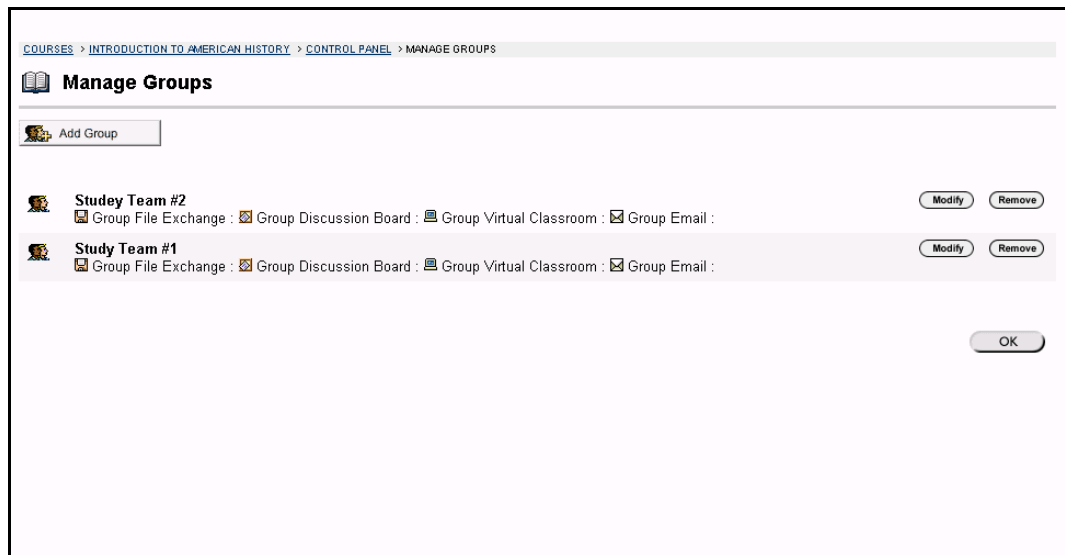 COURSES > INTRODUCTION TO AMERICAN HISTORY > CONTROL PANEL > MANAGE GROUPS
Manage Groups
Add Group
Studey Team #2 Modify Remove
Group File Exchange : Group Discussion Board : Group Virtual Classroom : Group Email :
Study Team #1 Modify Remove
Group File Exchange : Group Discussion Board : Group Virtual Classroom : Group Email :
OK